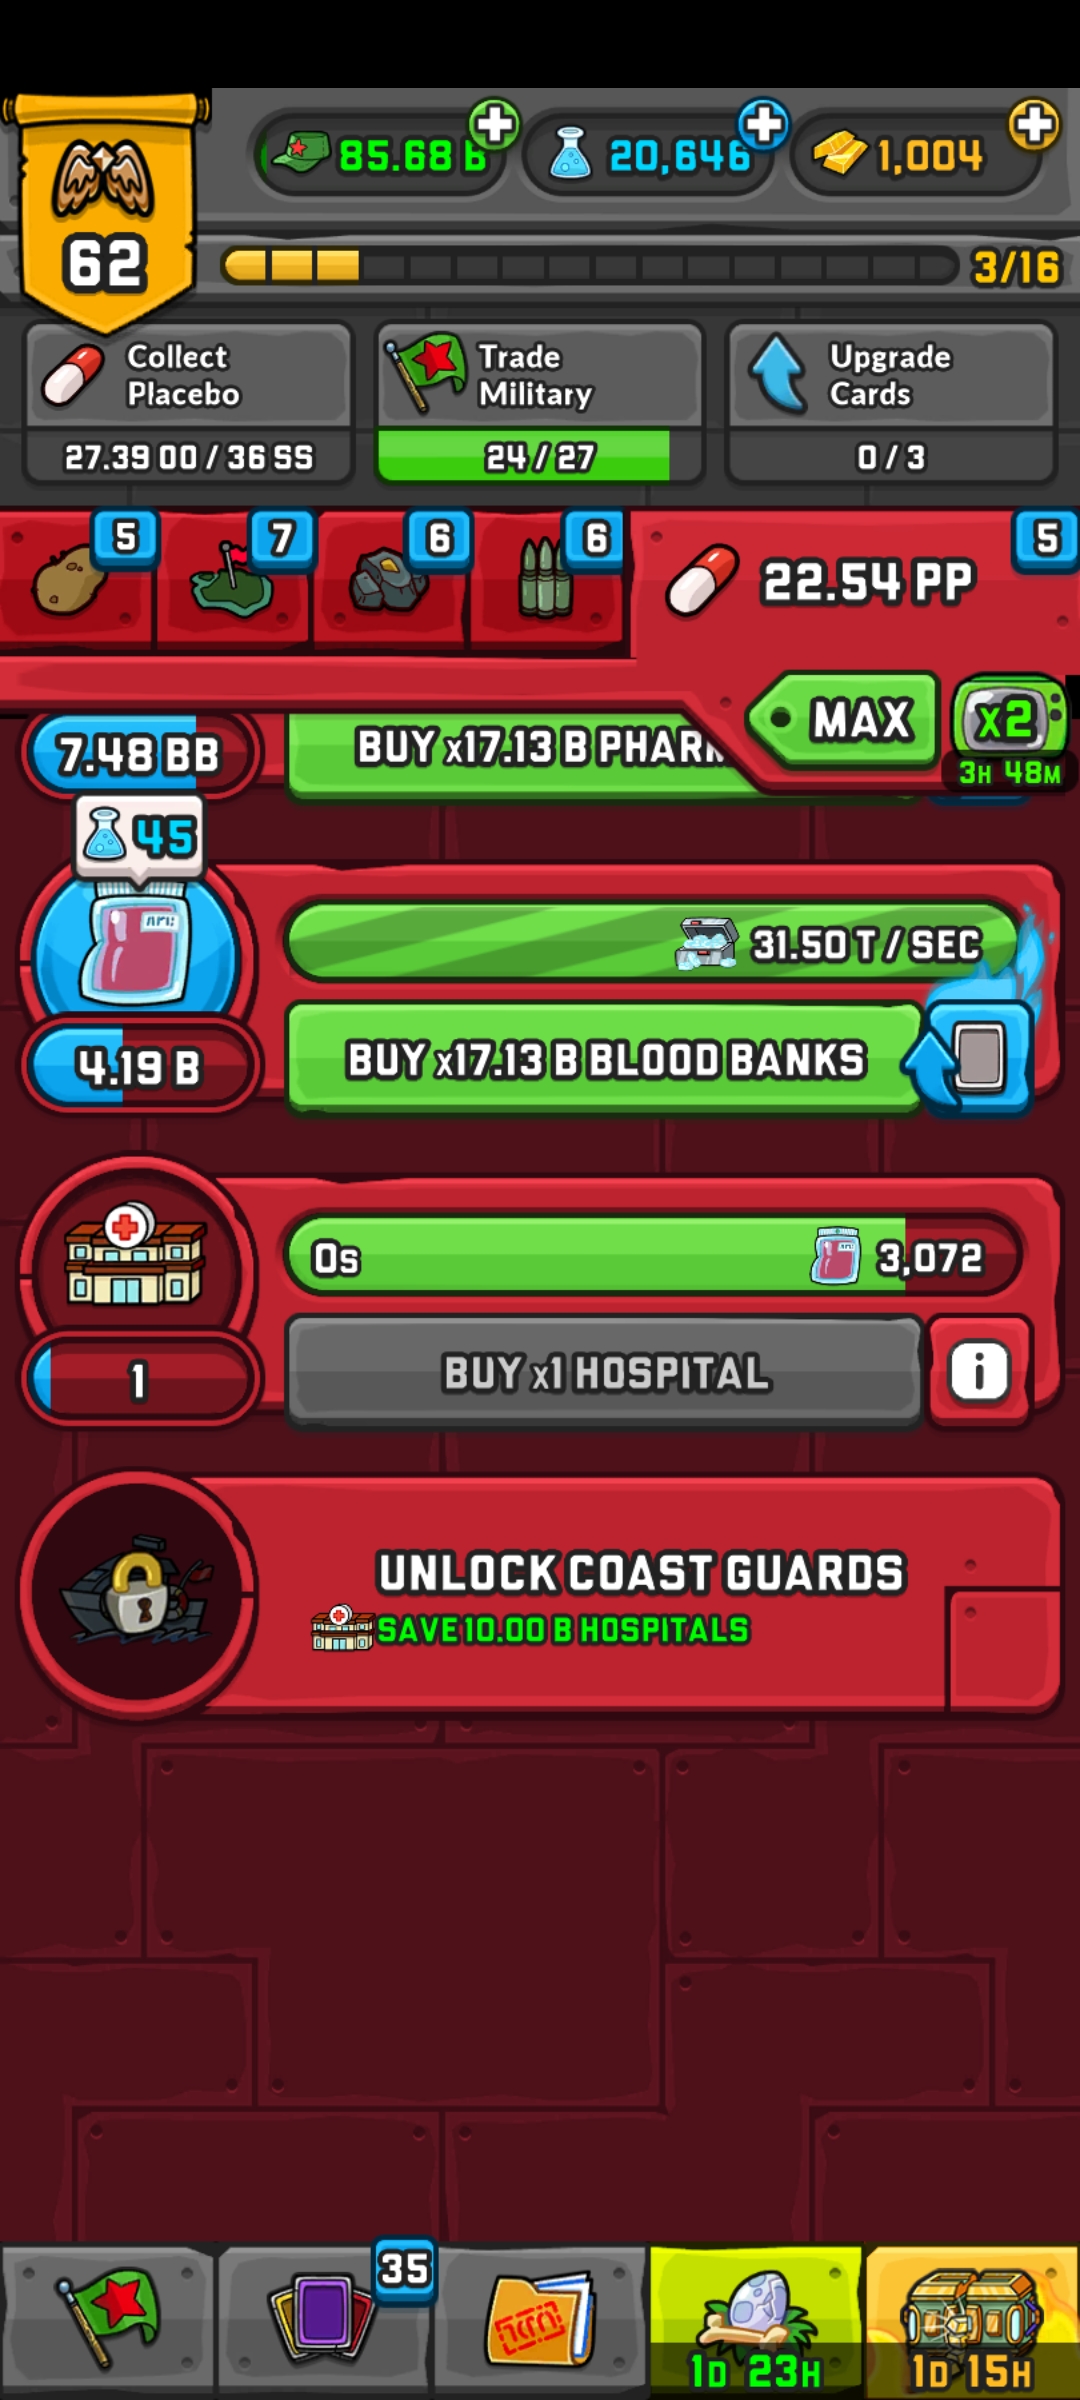 85.68 B
20,646
1,004
62
3/16
Collect
Placebo
27.39 OO / 36 SS
Trade
Military
24 / 27
Upgrade
Cards
0 / 3
5
7
6
6
5
22.54 PP
MAX
x2
3H 48M
7.48 BB
BUY x17.13 B
45
31.50 T / SEC
4.19 B
BUY x17.13 B BLOOD BANKS
0s
3,072
1
BUY x1 HOSPITAL
i
UNLOCK COAST GUARDS
SAVE 10.00 B HOSPITALS
35
1D 23H
1D 15H